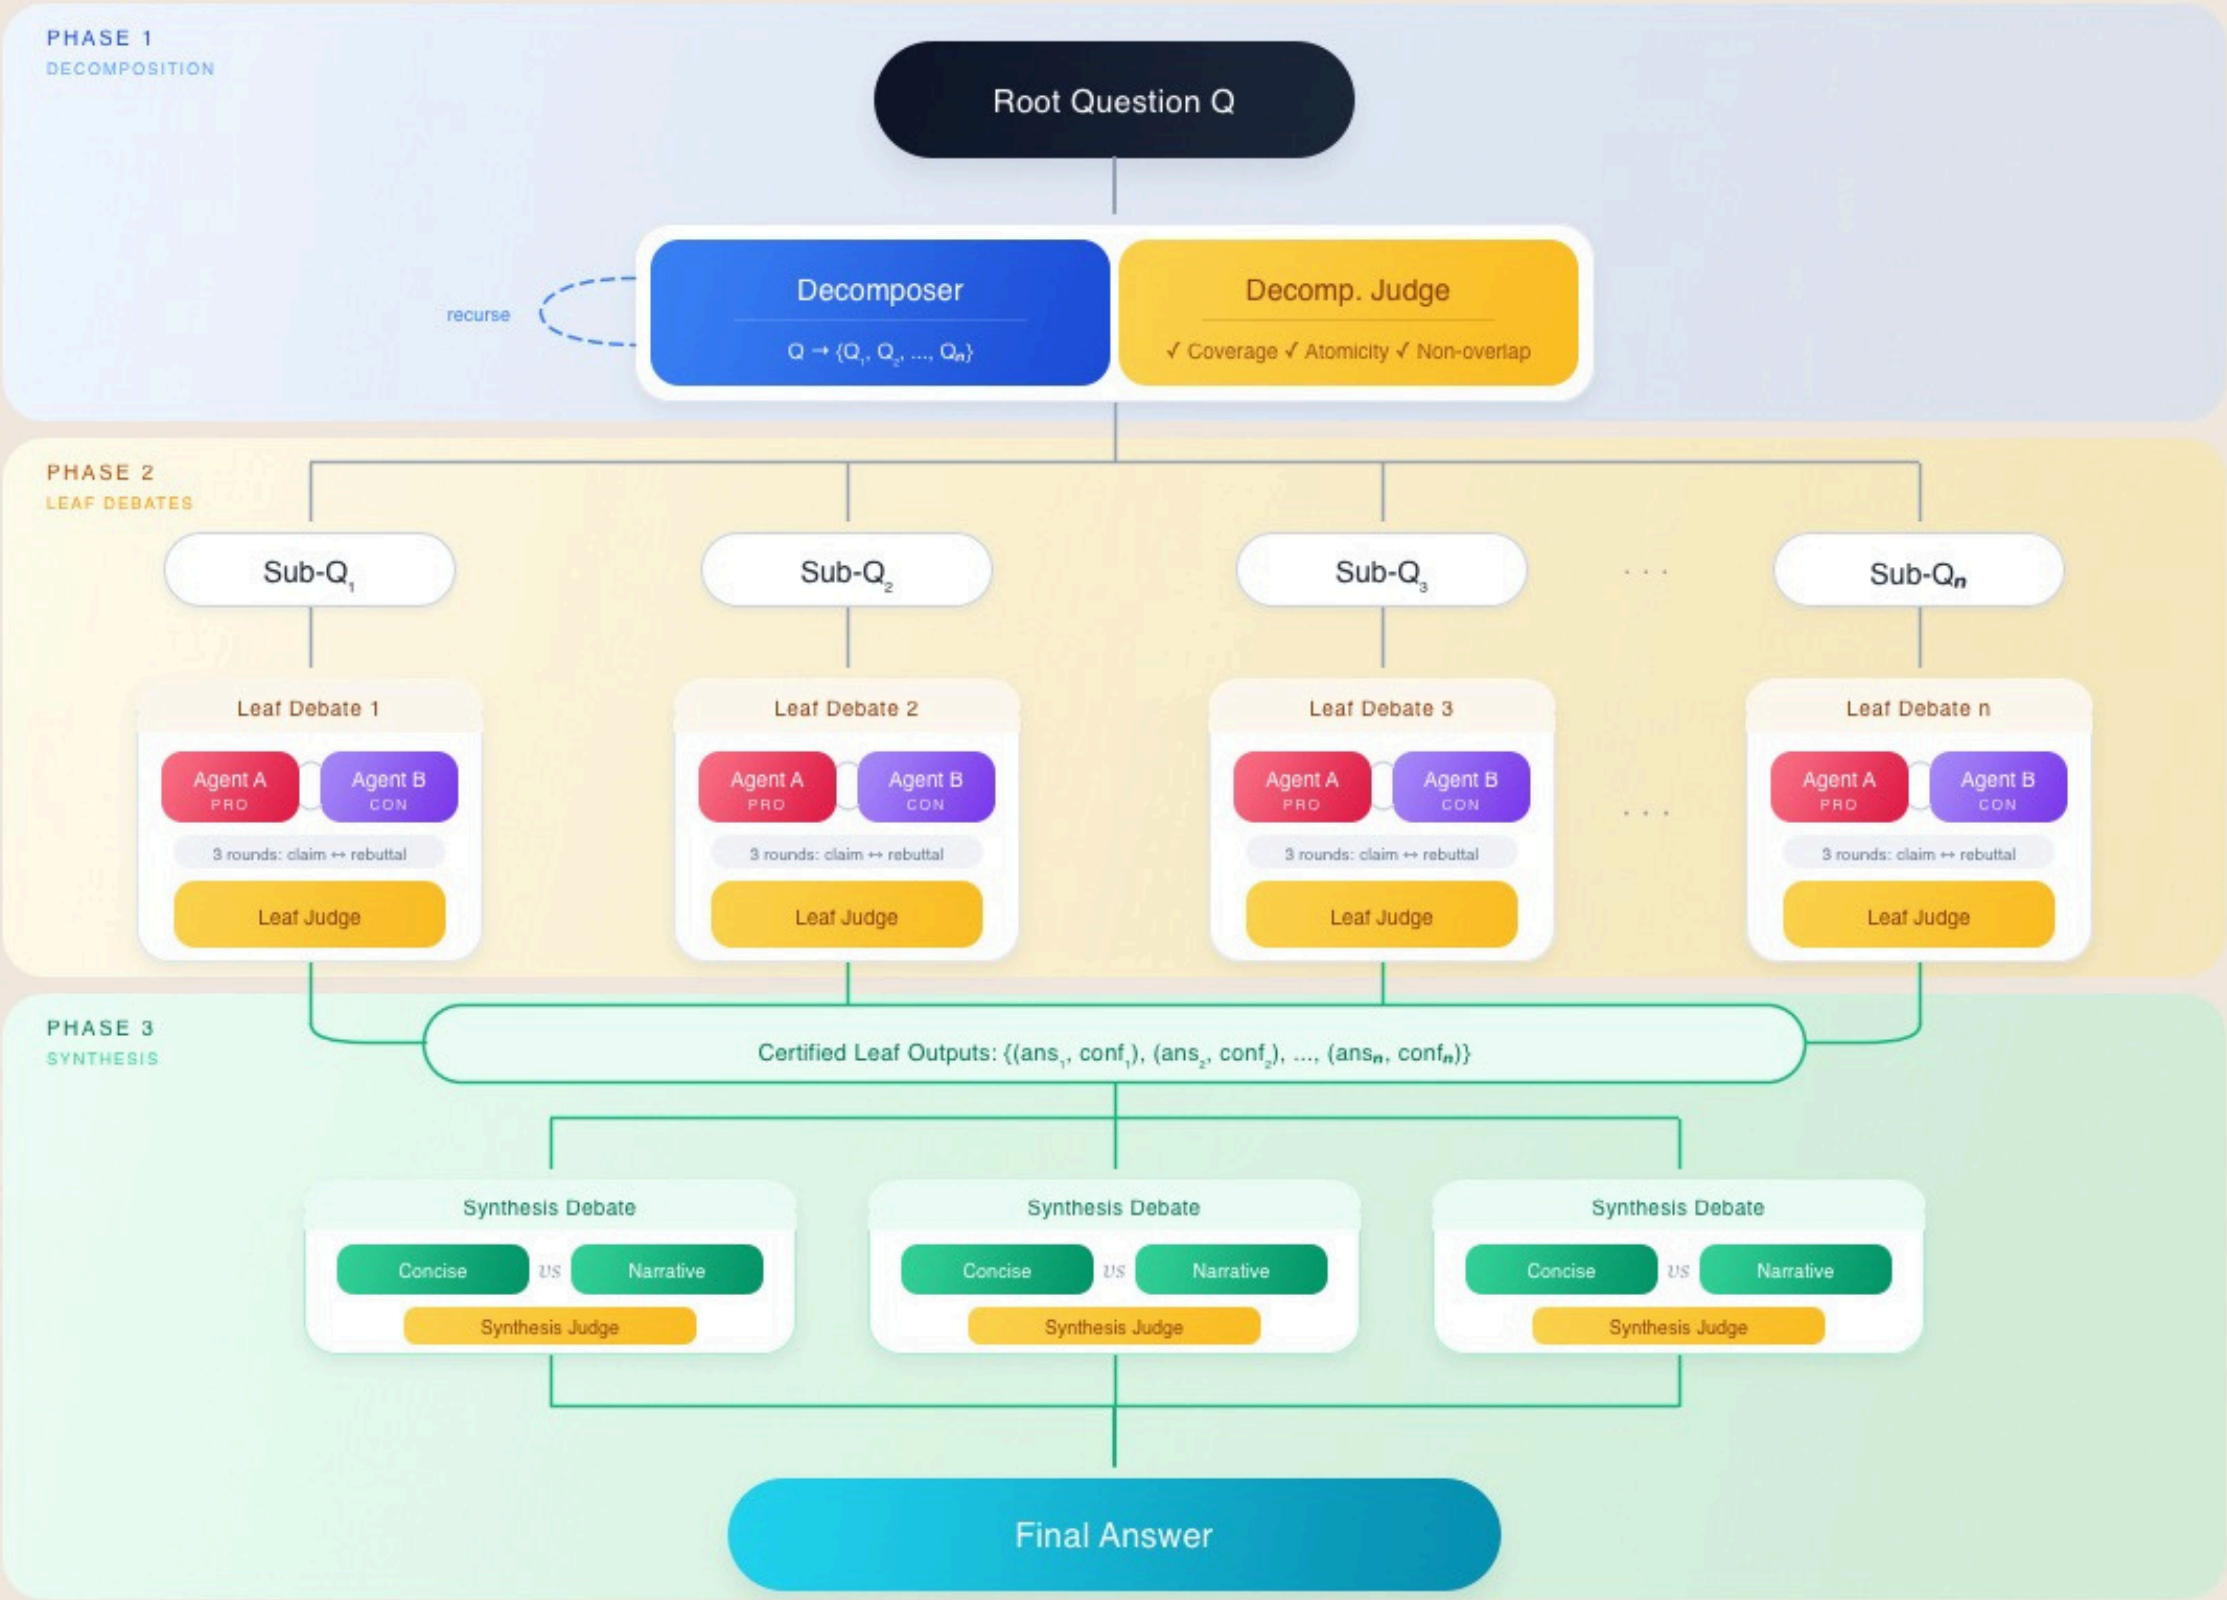 PHASE 1
DECOMPOSITION
Root Question Q
recurse
Decomposer
Q → {Q₁, Q₂, ..., Qn}
Decomp. Judge
✓ Coverage ✓ Atomicity ✓ Non-overlap
PHASE 2
LEAF DEBATES
Sub-Q₁
Sub-Q₂
Sub-Q₃
. . .
Sub-Qn
Leaf Debate 1
Agent A
PRO
Agent B
CON
3 rounds: claim ↔ rebuttal
Leaf Judge
Leaf Debate 2
Agent A
PRO
Agent B
CON
3 rounds: claim ↔ rebuttal
Leaf Judge
Leaf Debate 3
Agent A
PRO
Agent B
CON
3 rounds: claim ↔ rebuttal
Leaf Judge
. . .
Leaf Debate n
Agent A
PRO
Agent B
CON
3 rounds: claim ↔ rebuttal
Leaf Judge
PHASE 3
SYNTHESIS
Certified Leaf Outputs: {(ans₁, conf₁), (ans₂, conf₂), ..., (ansn, confn)}
Synthesis Debate
Concise vs Narrative
Synthesis Judge
Synthesis Debate
Concise vs Narrative
Synthesis Judge
Synthesis Debate
Concise vs Narrative
Synthesis Judge
Final Answer